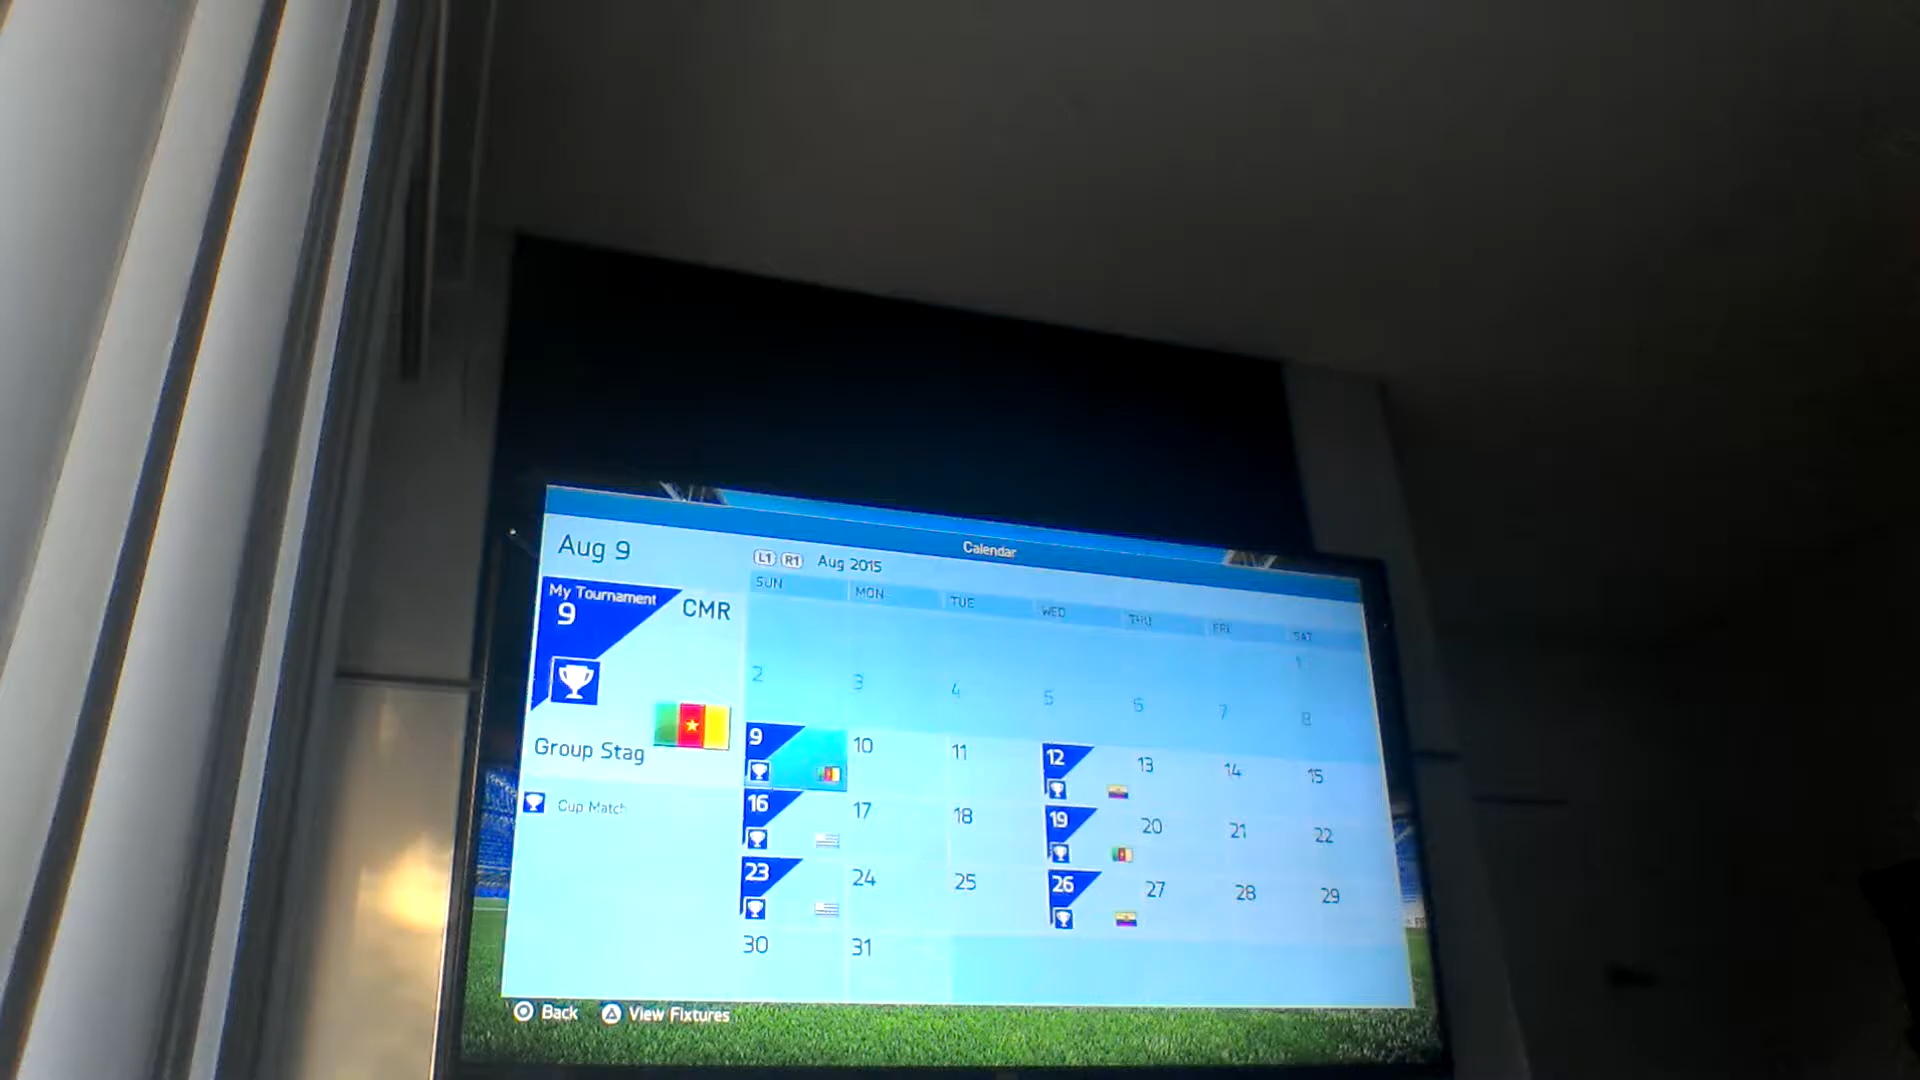 Calendar
Aug 9
L1 R1 Aug 2015
My Tournament
9
CMR
Group Stag
Cup Match
SUN MON TUE WED THU FRI SAT
1
2 3 4 5 6 7 8
9 10 11 12 13 14 15
16 17 18 19 20 21 22
23 24 25 26 27 28 29
30 31
Back View Fixtures